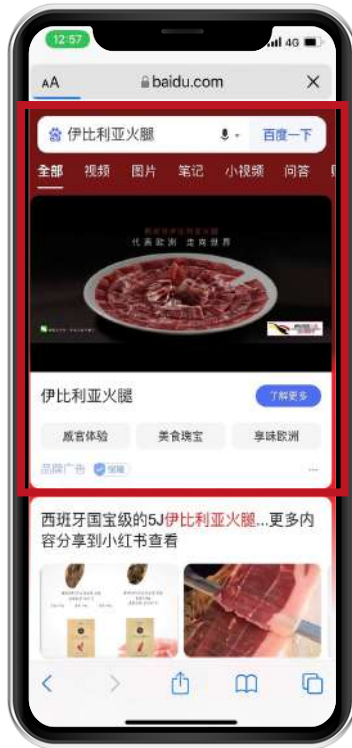 12:57
4G
AA
baidu.com
伊比利亚火腿
百度一下
全部 视频 图片 笔记 小视频 问答
代表欧洲 走向世界
伊比利亚火腿
了解更多
感官体验
美食瑰宝
享味欧洲
品牌广告
保障
西班牙国宝级的5J伊比利亚火腿...更多内
容分享到小红书查看